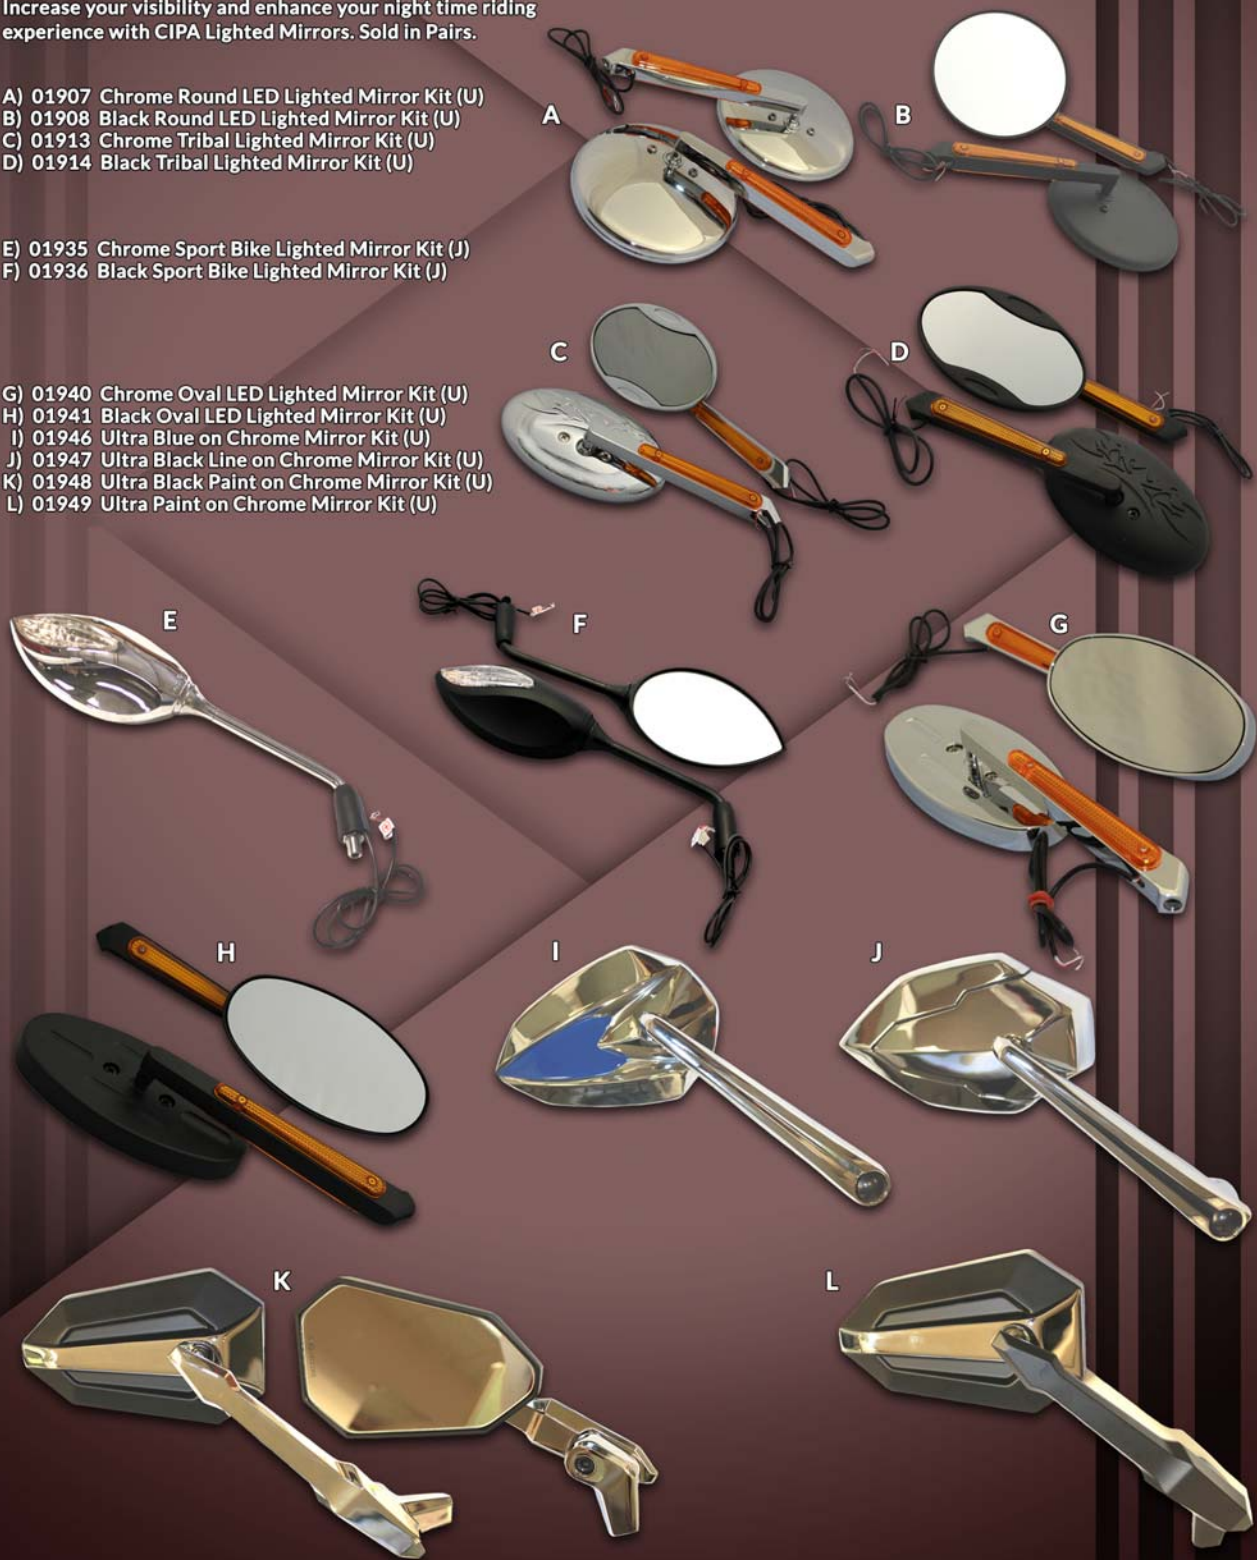 Increase your visibility and enhance your night time riding
experience with CIPA Lighted Mirrors. Sold in Pairs.
A) 01907 Chrome Round LED Lighted Mirror Kit (U)
B) 01908 Black Round LED Lighted Mirror Kit (U)
C) 01913 Chrome Tribal Lighted Mirror Kit (U)
D) 01914 Black Tribal Lighted Mirror Kit (U)
E) 01935 Chrome Sport Bike Lighted Mirror Kit (J)
F) 01936 Black Sport Bike Lighted Mirror Kit (J)
G) 01940 Chrome Oval LED Lighted Mirror Kit (U)
H) 01941 Black Oval LED Lighted Mirror Kit (U)
I) 01946 Ultra Blue on Chrome Mirror Kit (U)
J) 01947 Ultra Black Line on Chrome Mirror Kit (U)
K) 01948 Ultra Black Paint on Chrome Mirror Kit (U)
L) 01949 Ultra Paint on Chrome Mirror Kit (U)
A
B
C
D
E
F
G
H
I
J
K
L